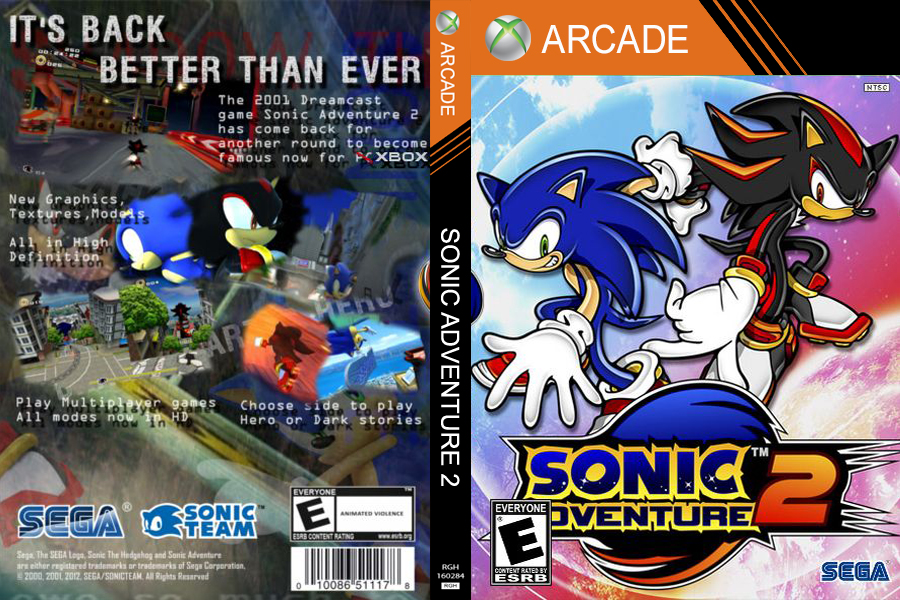 IT'S BACK
BETTER THAN EVER
The 2001 Dreamcast
game Sonic Adventure 2
has come back for
another round to become
famous now for XBOX
New Graphics,
Textures,Models
All in High
Definition
Play Multiplayer games
All modes now in HD
Choose side to play
Hero or Dark stories
SEGA®
SONIC
TEAM™
EVERYONE
E
™
ANIMATED VIOLENCE
ESRB CONTENT RATING
www.esrb.org
Sega, The SEGA Logo, Sonic The Hedgehog and Sonic Adventure
are either registered trademarks or trademarks of Sega Corporation.
© 2000, 2001, 2012, SEGA/SONICTEAM, All Rights Reserved
0 10086 51117 8
ARCADE
SONIC ADVENTURE 2
RGH
160284
RGH
ARCADE
NTSC
SONIC™
DVENTURE 2
EVERYONE
E
®
CONTENT RATED BY
ESRB
SEGA